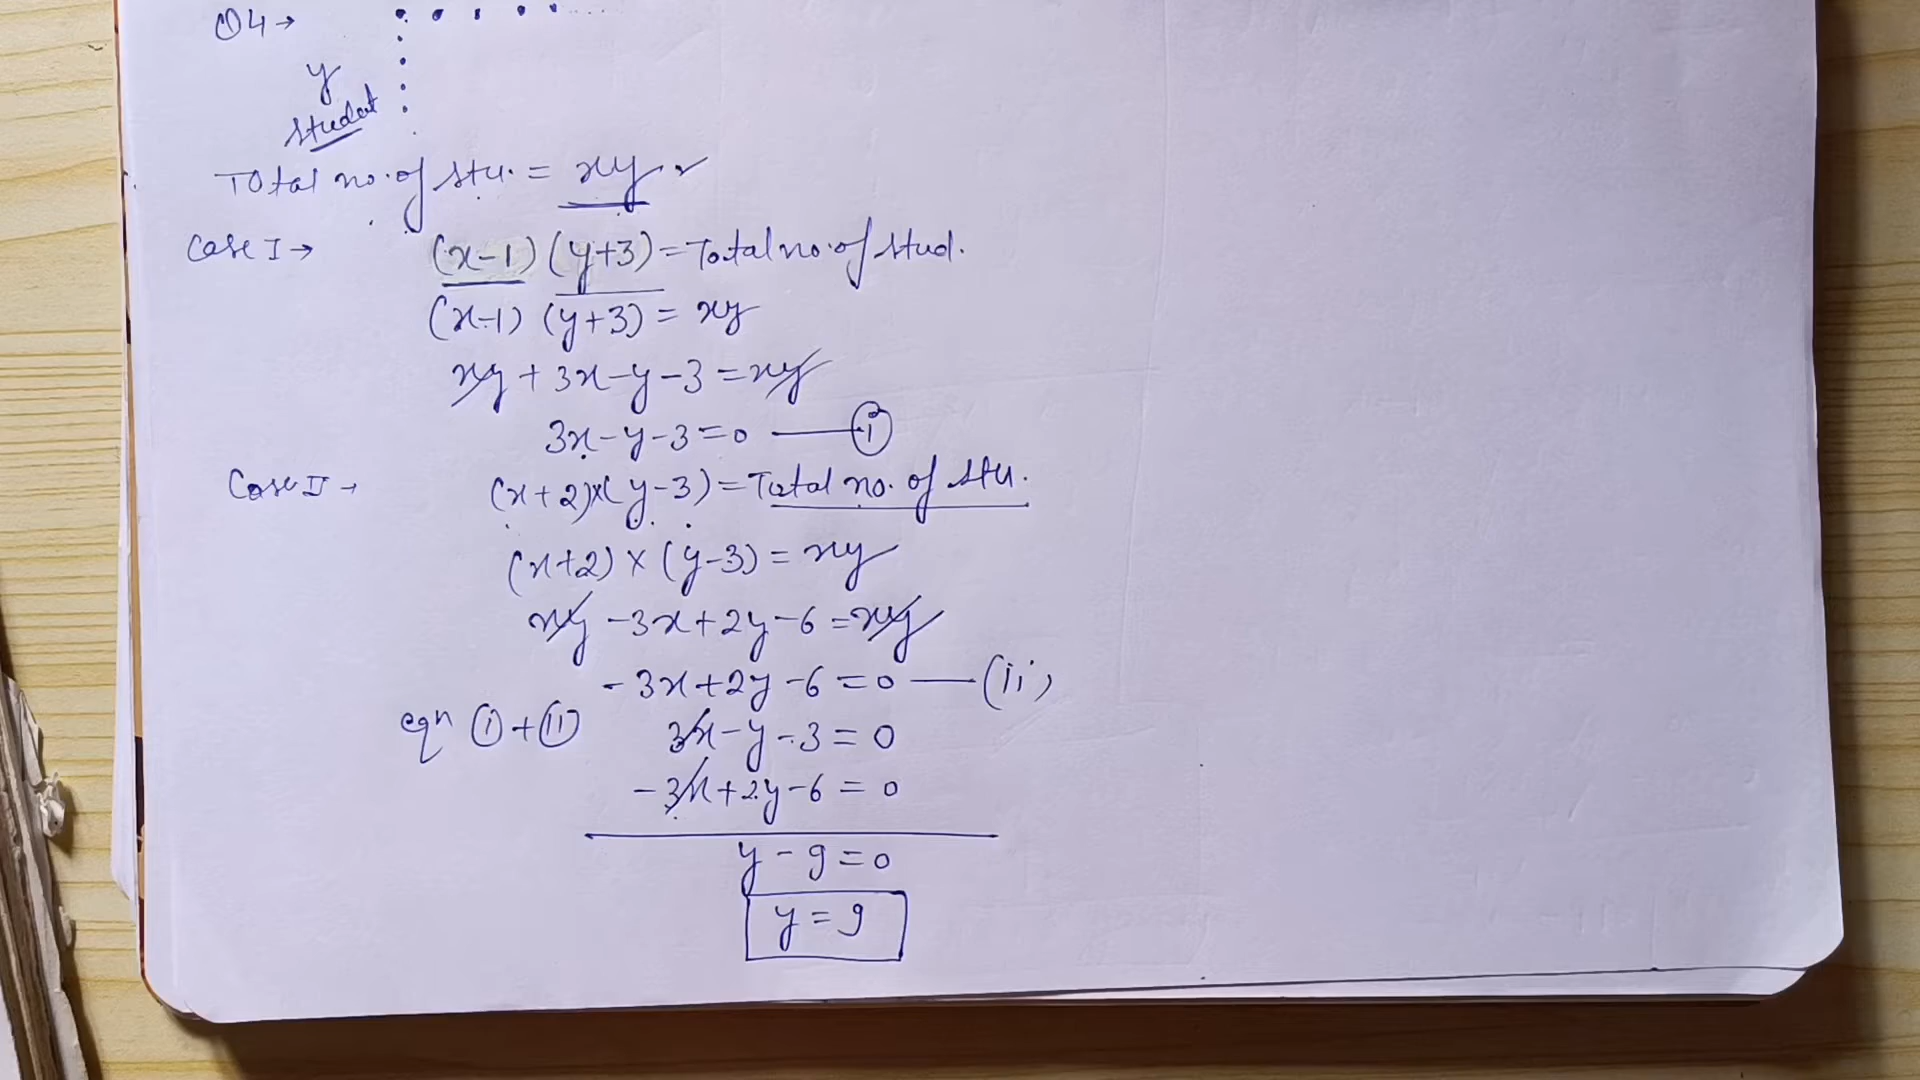 Q4→
y
student
Total no. of stu. = xy
Case I → (x-1) (y+3) = Total no. of stud.
(x-1) (y+3) = xy
xy + 3x-y-3 = xy
3x-y-3=0 — (i)
Case II → (x+2)×(y-3) = Total no. of stu.
(x+2) × (y-3) = xy
xy -3x+2y-6 = xy
-3x+2y-6=0 — (ii)
eqn (i)+(ii) 3x-y-3=0
-3x+2y-6=0
y-9=0
y=9